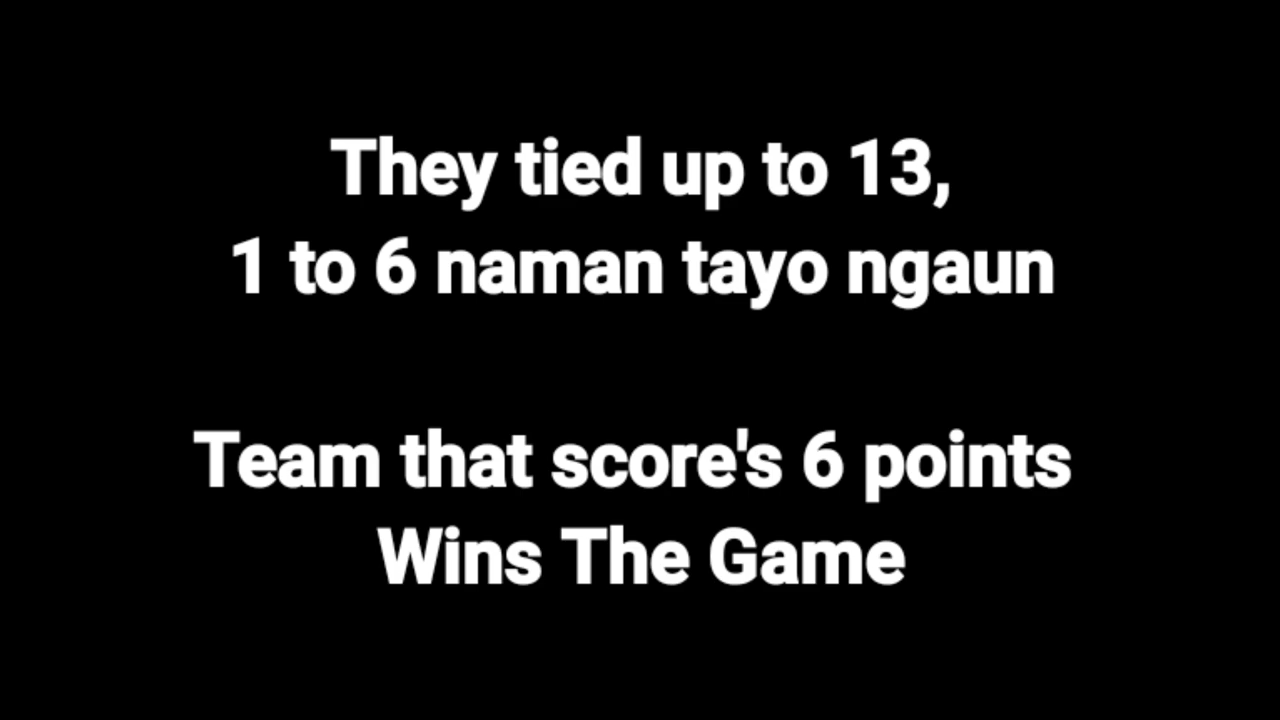 They tied up to 13,
1 to 6 naman tayo ngaun
Team that score's 6 points
Wins The Game